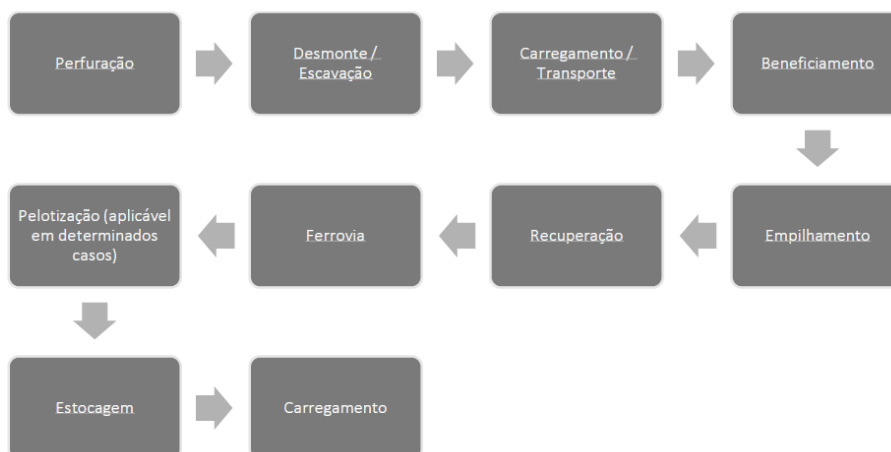 Perfuração
Desmonte /
Escavação
Carregamento /
Transporte
Beneficiamento
Pelotização (aplicável
em determinados
casos)
Ferrovia
Recuperação
Empilhamento
Estocagem
Carregamento